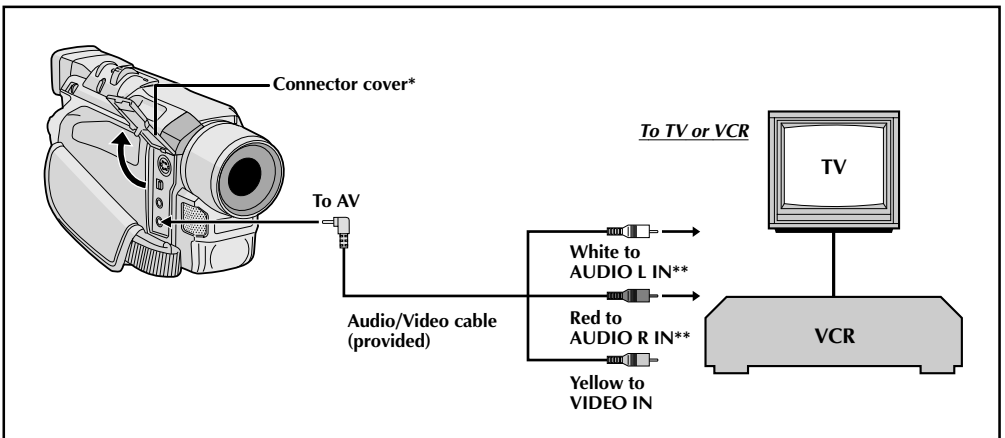 Connector cover*
To TV or VCR
TV
To AV
White to
AUDIO L IN**
Audio/Video cable
(provided)
Red to
AUDIO R IN**
VCR
Yellow to
VIDEO IN